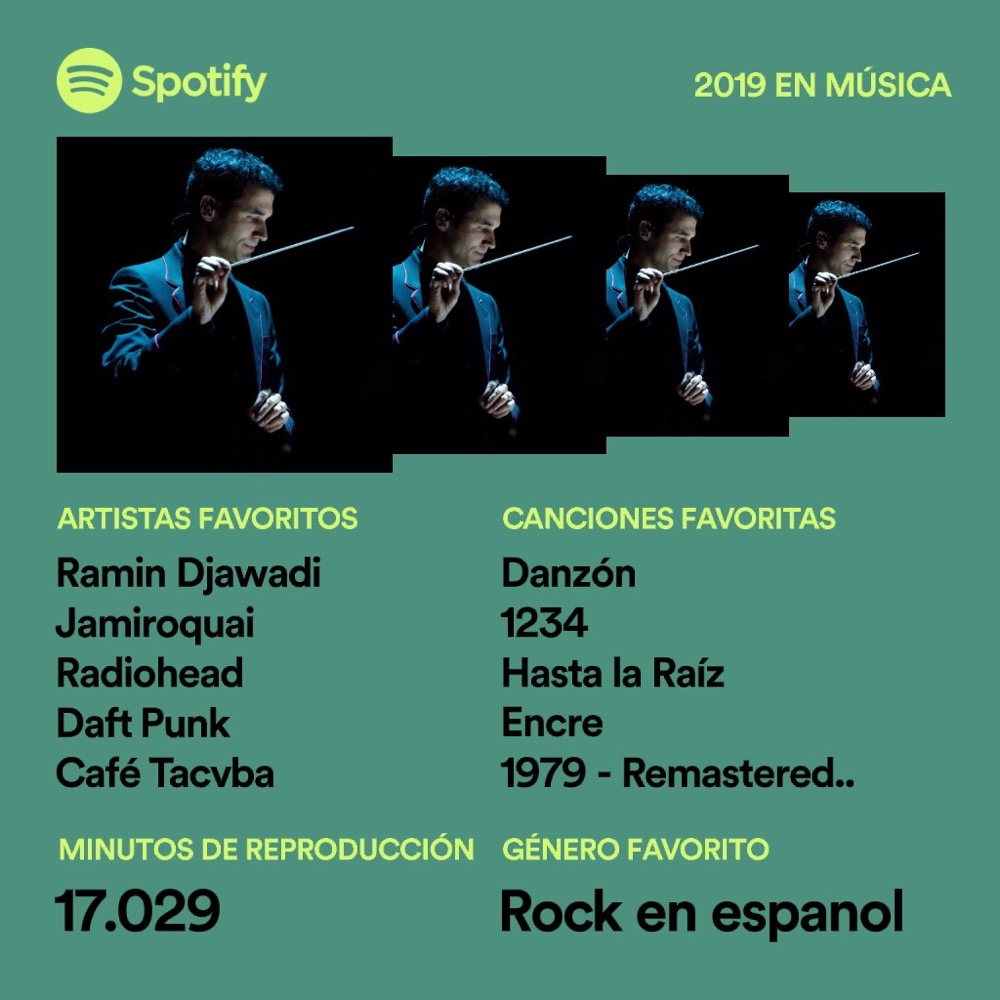 Spotify
2019 EN MÚSICA
ARTISTAS FAVORITOS
Ramin Djawadi
Jamiroquai
Radiohead
Daft Punk
Café Tacvba
CANCIONES FAVORITAS
Danzón
1234
Hasta la Raíz
Encre
1979 - Remastered..
MINUTOS DE REPRODUCCIÓN
17.029
GÉNERO FAVORITO
Rock en espanol